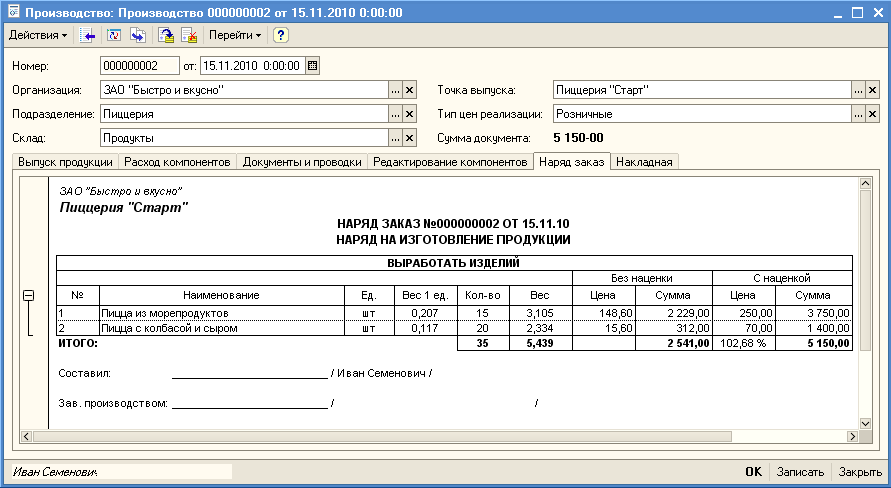 Производство: Производство 000000002 от 15.11.2010 0:00:00
Действия Перейти ?
Номер: 000000002 от: 15.11.2010 0:00:00
Организация: ЗАО "Быстро и вкусно" ... x Точка выпуска: Пиццерия "Старт" ... x
Подразделение: Пиццерия ... x Тип цен реализации: Розничные ... x
Склад: Продукты ... x Сумма документа: 5 150-00
Выпуск продукции Расход компонентов Документы и проводки Редактирование компонентов Наряд заказ Накладная
ЗАО "Быстро и вкусно"
Пиццерия "Старт"
НАРЯД ЗАКАЗ №000000002 ОТ 15.11.10
НАРЯД НА ИЗГОТОВЛЕНИЕ ПРОДУКЦИИ
ВЫРАБОТАТЬ ИЗДЕЛИЙ
Без наценки С наценкой
№ Наименование Ед. Вес 1 ед. Кол-во Вес Цена Сумма Цена Сумма
1 Пицца из морепродуктов шт 0,207 15 3,105 148,60 2 229,00 250,00 3 750,00
2 Пицца с колбасой и сыром шт 0,117 20 2,334 15,60 312,00 70,00 1 400,00
ИТОГО: 35 5,439 2 541,00 102,68 % 5 150,00
Составил: / Иван Семенович /
Зав. производством: / /
Иван Семенович OK Записать Закрыть